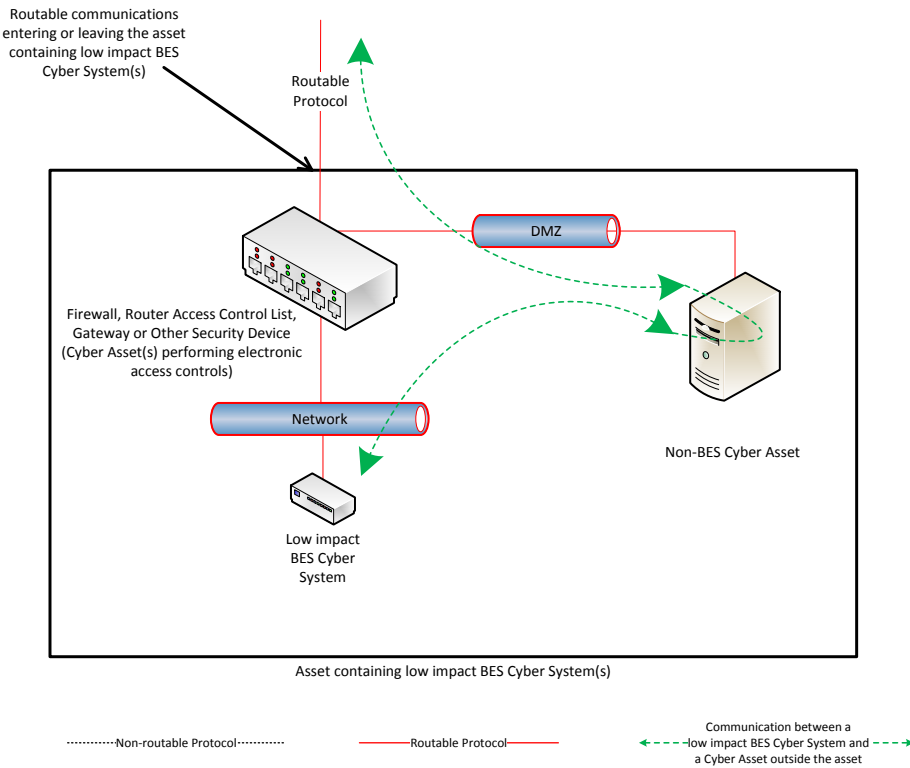 Routable communications
entering or leaving the asset
containing low impact BES
Cyber System(s)
Routable
Protocol
DMZ
Firewall, Router Access Control List,
Gateway or Other Security Device
(Cyber Asset(s) performing electronic
access controls)
Network
Non-BES Cyber Asset
Low impact
BES Cyber
System
Asset containing low impact BES Cyber System(s)
Non-routable Protocol
Routable Protocol
Communication between a
low impact BES Cyber System and
a Cyber Asset outside the asset